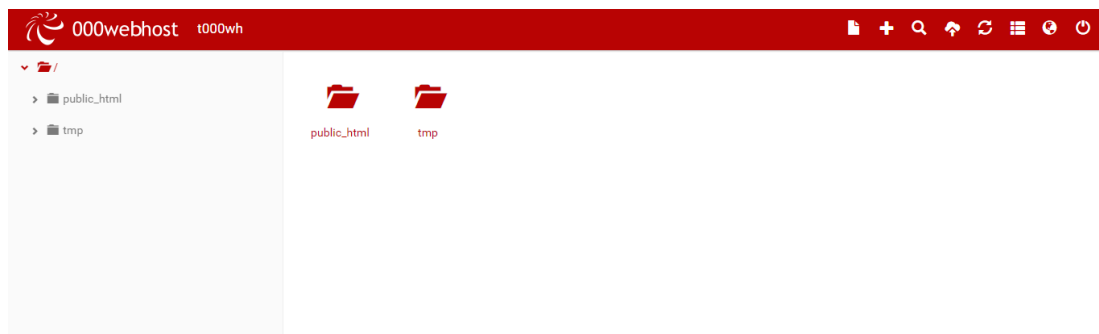 000webhost t000wh
/
public_html
tmp
public_html tmp